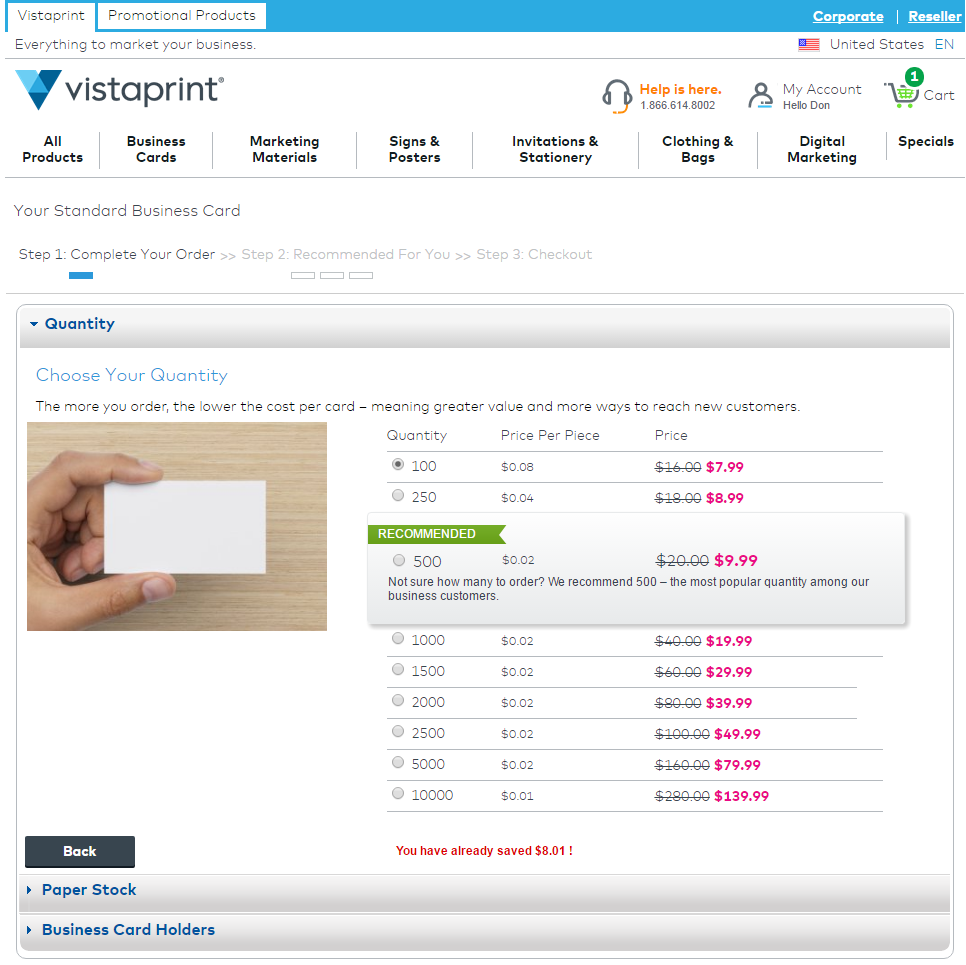 Vistaprint Promotional Products Corporate | Reseller
Everything to market your business. United States EN
vistaprint®
Help is here.
1.866.614.8002
My Account
Hello Don
1
Cart
All Products
Business Cards
Marketing Materials
Signs & Posters
Invitations & Stationery
Clothing & Bags
Digital Marketing
Specials
Your Standard Business Card
Step 1: Complete Your Order >> Step 2: Recommended For You >> Step 3: Checkout
Quantity
Choose Your Quantity
The more you order, the lower the cost per card – meaning greater value and more ways to reach new customers.
Quantity Price Per Piece Price
100 $0.08 $16.00 $7.99
250 $0.04 $18.00 $8.99
RECOMMENDED
500 $0.02 $20.00 $9.99
Not sure how many to order? We recommend 500 – the most popular quantity among our
business customers.
1000 $0.02 $40.00 $19.99
1500 $0.02 $60.00 $29.99
2000 $0.02 $80.00 $39.99
2500 $0.02 $100.00 $49.99
5000 $0.02 $160.00 $79.99
10000 $0.01 $280.00 $139.99
Back
You have already saved $8.01 !
Paper Stock
Business Card Holders